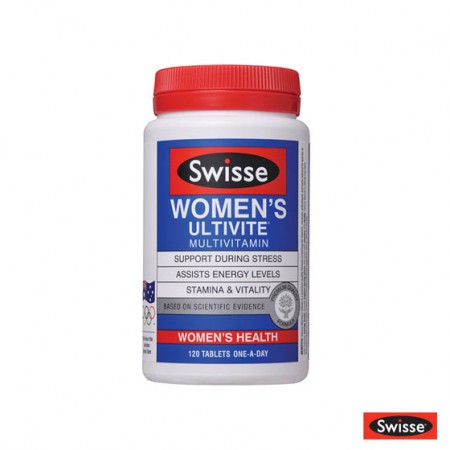 Swisse
WOMEN'S
ULTIVITE
MULTIVITAMIN
SUPPORT DURING STRESS
ASSISTS ENERGY LEVELS
STAMINA & VITALITY
BASED ON SCIENTIFIC EVIDENCE
WOMEN'S HEALTH
120 TABLETS ONE-A-DAY
Swisse